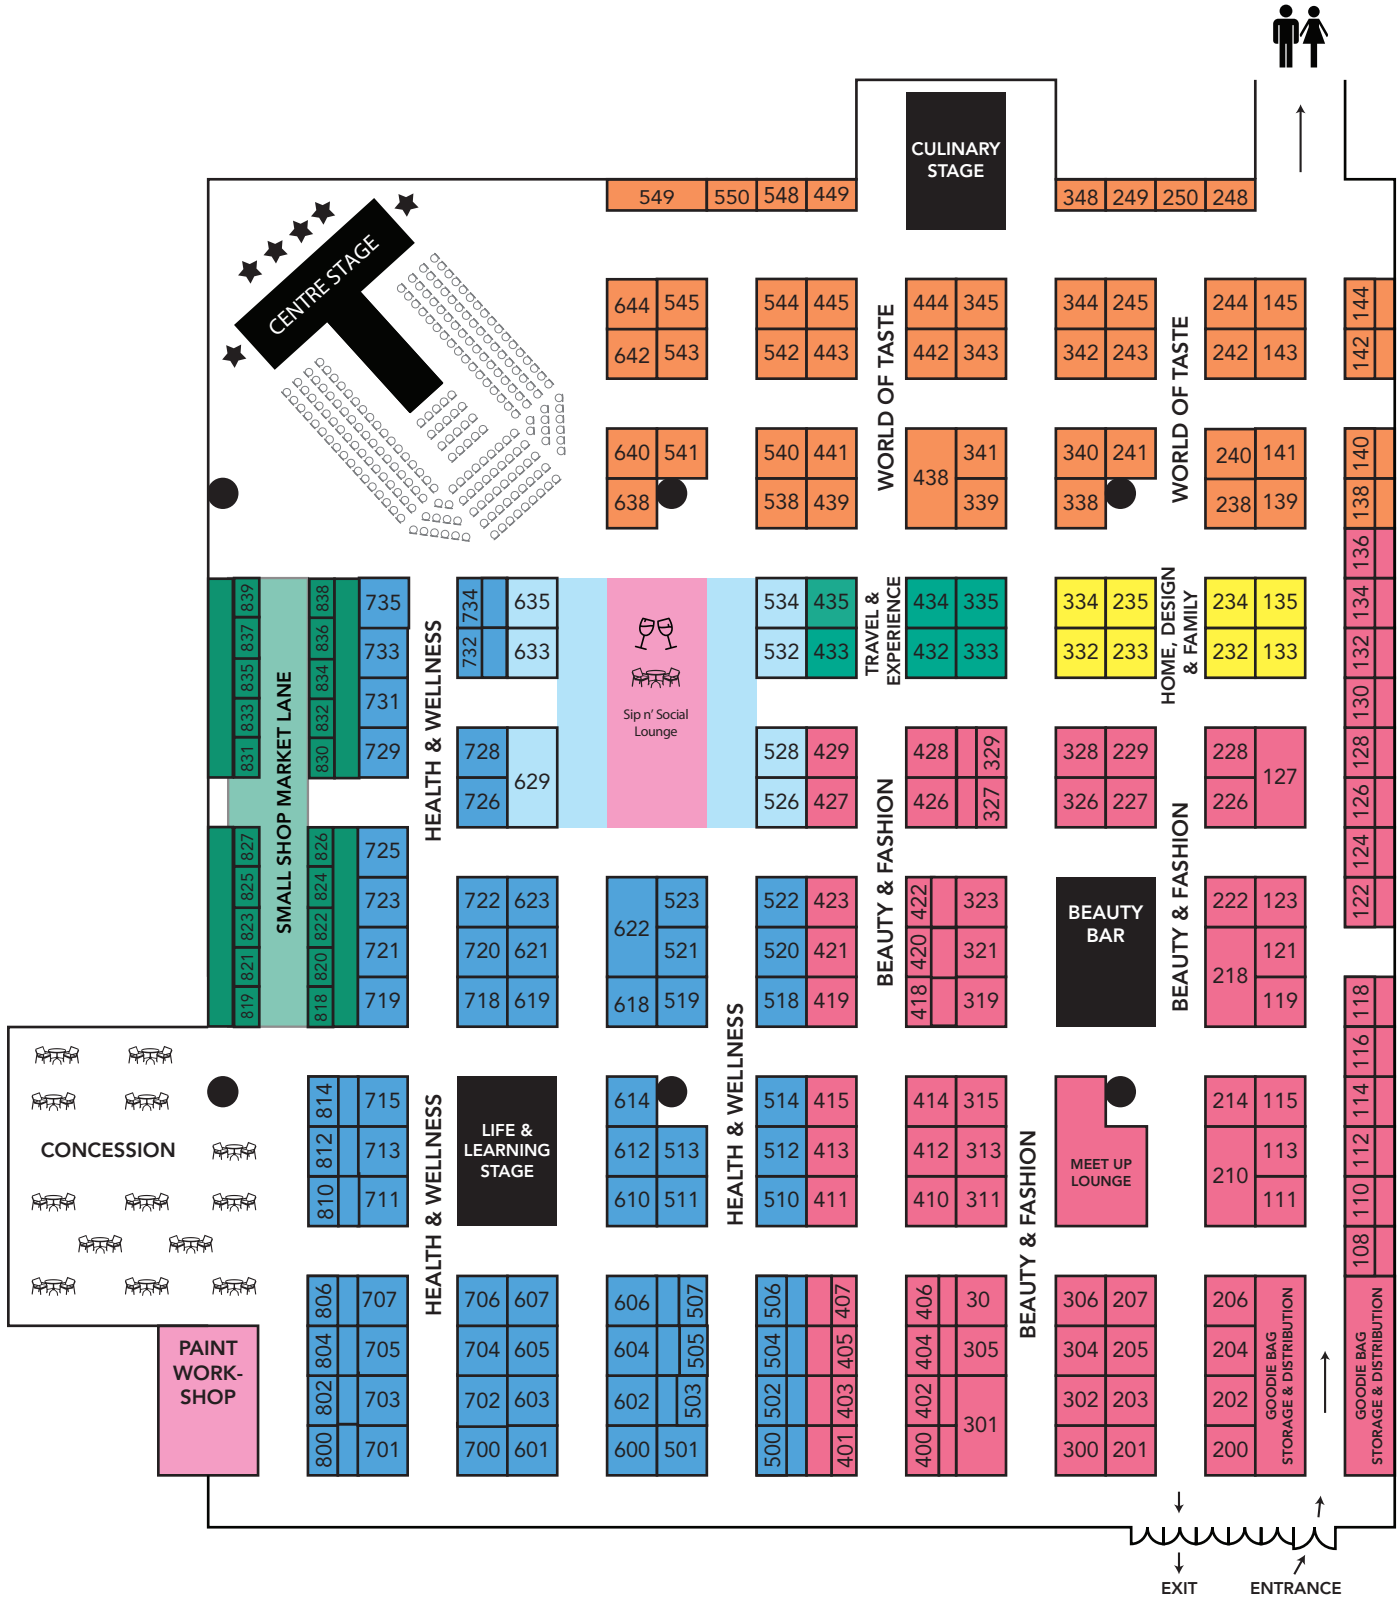 CULINARY
STAGE
549 550 548 449 348 249 250 248
CENTRE STAGE
644 545 544 445 444 345 344 245 244 145 144
642 543 542 443 442 343 342 243 242 143 142
WORLD OF TASTE
WORLD OF TASTE
640 541 540 441 438 341 340 241 240 141 140
638 538 439 339 338 238 139 138
136
839 838 735 734 635 534 435 434 335 334 235 234 135 134
837 836 733 732 633 532 433 432 333 332 233 232 133 132
835 834 731 130
833 832
831 830 729 728 629 528 429 428 329 328 229 228 127 128
726 526 427 426 327 326 227 226 126
SMALL SHOP MARKET LANE
HEALTH & WELLNESS
Sip n' Social
Lounge
TRAVEL &
EXPERIENCE
HOME, DESIGN
& FAMILY
BEAUTY & FASHION
BEAUTY & FASHION
827 826 725 124
825 824 723 722 623 622 523 522 423 422 323 222 123 122
823 822 721 720 621 521 520 421 420 321 218 121
821 820
819 818 719 718 619 618 519 518 419 418 319 119 118
BEAUTY
BAR
116
814 715 614 514 415 414 315 214 115 114
812 713 612 513 512 413 412 313 210 113 112
810 711 610 511 510 411 410 311 111 110
108
CONCESSION
HEALTH & WELLNESS
LIFE &
LEARNING
STAGE
HEALTH & WELLNESS
BEAUTY & FASHION
MEET UP
LOUNGE
806 707 706 607 606 507 506 407 406 30 306 207 206
804 705 704 605 604 505 504 405 404 305 304 205 204
802 703 702 603 602 503 502 403 402 301 302 203 202
800 701 700 601 600 501 500 401 400 300 201 200
PAINT
WORK-
SHOP
GOODIE BAG
STORAGE & DISTRIBUTION
GOODIE BAG
STORAGE & DISTRIBUTION
EXIT ENTRANCE